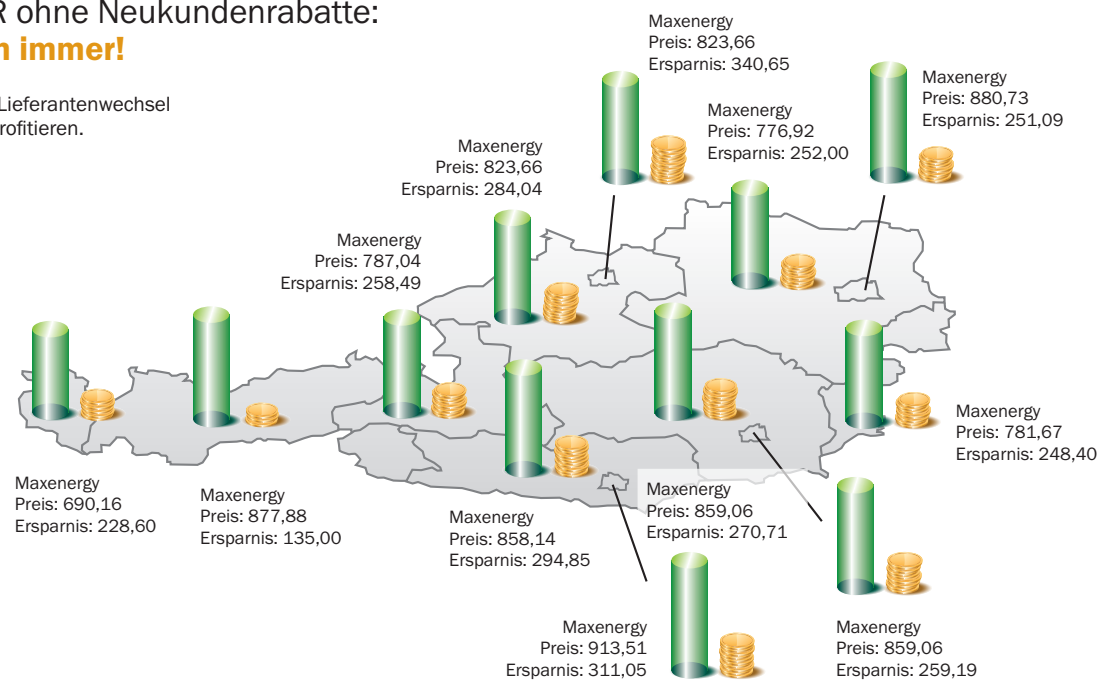 R ohne Neukundenrabatte:
immer!
Lieferantenwechsel
rofitieren.
Maxenergy
Preis: 823,66
Ersparnis: 340,65
Maxenergy
Preis: 880,73
Ersparnis: 251,09
Maxenergy
Preis: 776,92
Ersparnis: 252,00
Maxenergy
Preis: 823,66
Ersparnis: 284,04
Maxenergy
Preis: 787,04
Ersparnis: 258,49
Maxenergy
Preis: 781,67
Ersparnis: 248,40
Maxenergy
Preis: 690,16
Ersparnis: 228,60
Maxenergy
Preis: 877,88
Ersparnis: 135,00
Maxenergy
Preis: 858,14
Ersparnis: 294,85
Maxenergy
Preis: 859,06
Ersparnis: 270,71
Maxenergy
Preis: 913,51
Ersparnis: 311,05
Maxenergy
Preis: 859,06
Ersparnis: 259,19